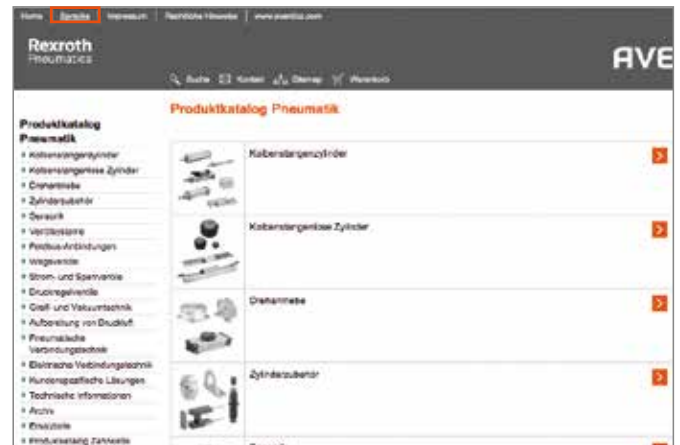 Home Sprache Impressum Rechtliche Hinweise www.aventics.com
Rexroth
Pneumatics
AVE
Suche Kontakt Sitemap Warenkorb
Produktkatalog Pneumatik
Produktkatalog
Pneumatik
Kolbenstangenzylinder
Kolbenstangenlose Zylinder
Drehantriebe
Zylinderzubehör
Sensorik
Ventilsysteme
Feldbus-Anbindungen
Wegeventile
Strom- und Sperrventile
Druckregelventile
Greif- und Vakuumtechnik
Aufbereitung von Druckluft
Pneumatische
Verbindungstechnik
Elektrische Verbindungstechnik
Kundenspezifische Lösungen
Technische Informationen
Archiv
Ersatzteile
Produktkatalog
Kolbenstangenzylinder
Kolbenstangenlose Zylinder
Drehantriebe
Zylinderzubehör